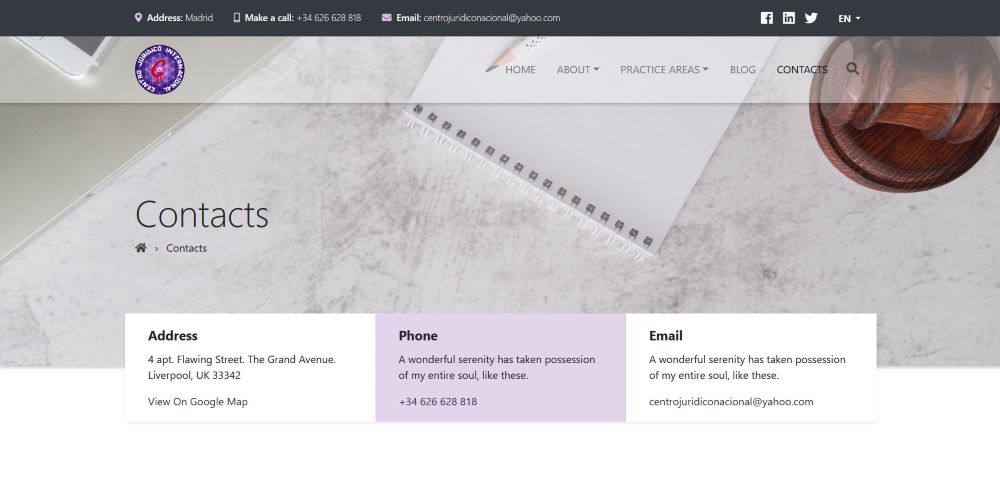 Address: Madrid
Make a call: +34 626 628 818
Email: centrojuridiconacional@yahoo.com
EN
CENTRO JURIDICO INTERNACIONAL
HOME
ABOUT
PRACTICE AREAS
BLOG
CONTACTS
Contacts
› Contacts
Address
4 apt. Flawing Street. The Grand Avenue.
Liverpool, UK 33342
View On Google Map
Phone
A wonderful serenity has taken possession
of my entire soul, like these.
+34 626 628 818
Email
A wonderful serenity has taken possession
of my entire soul, like these.
centrojuridiconacional@yahoo.com